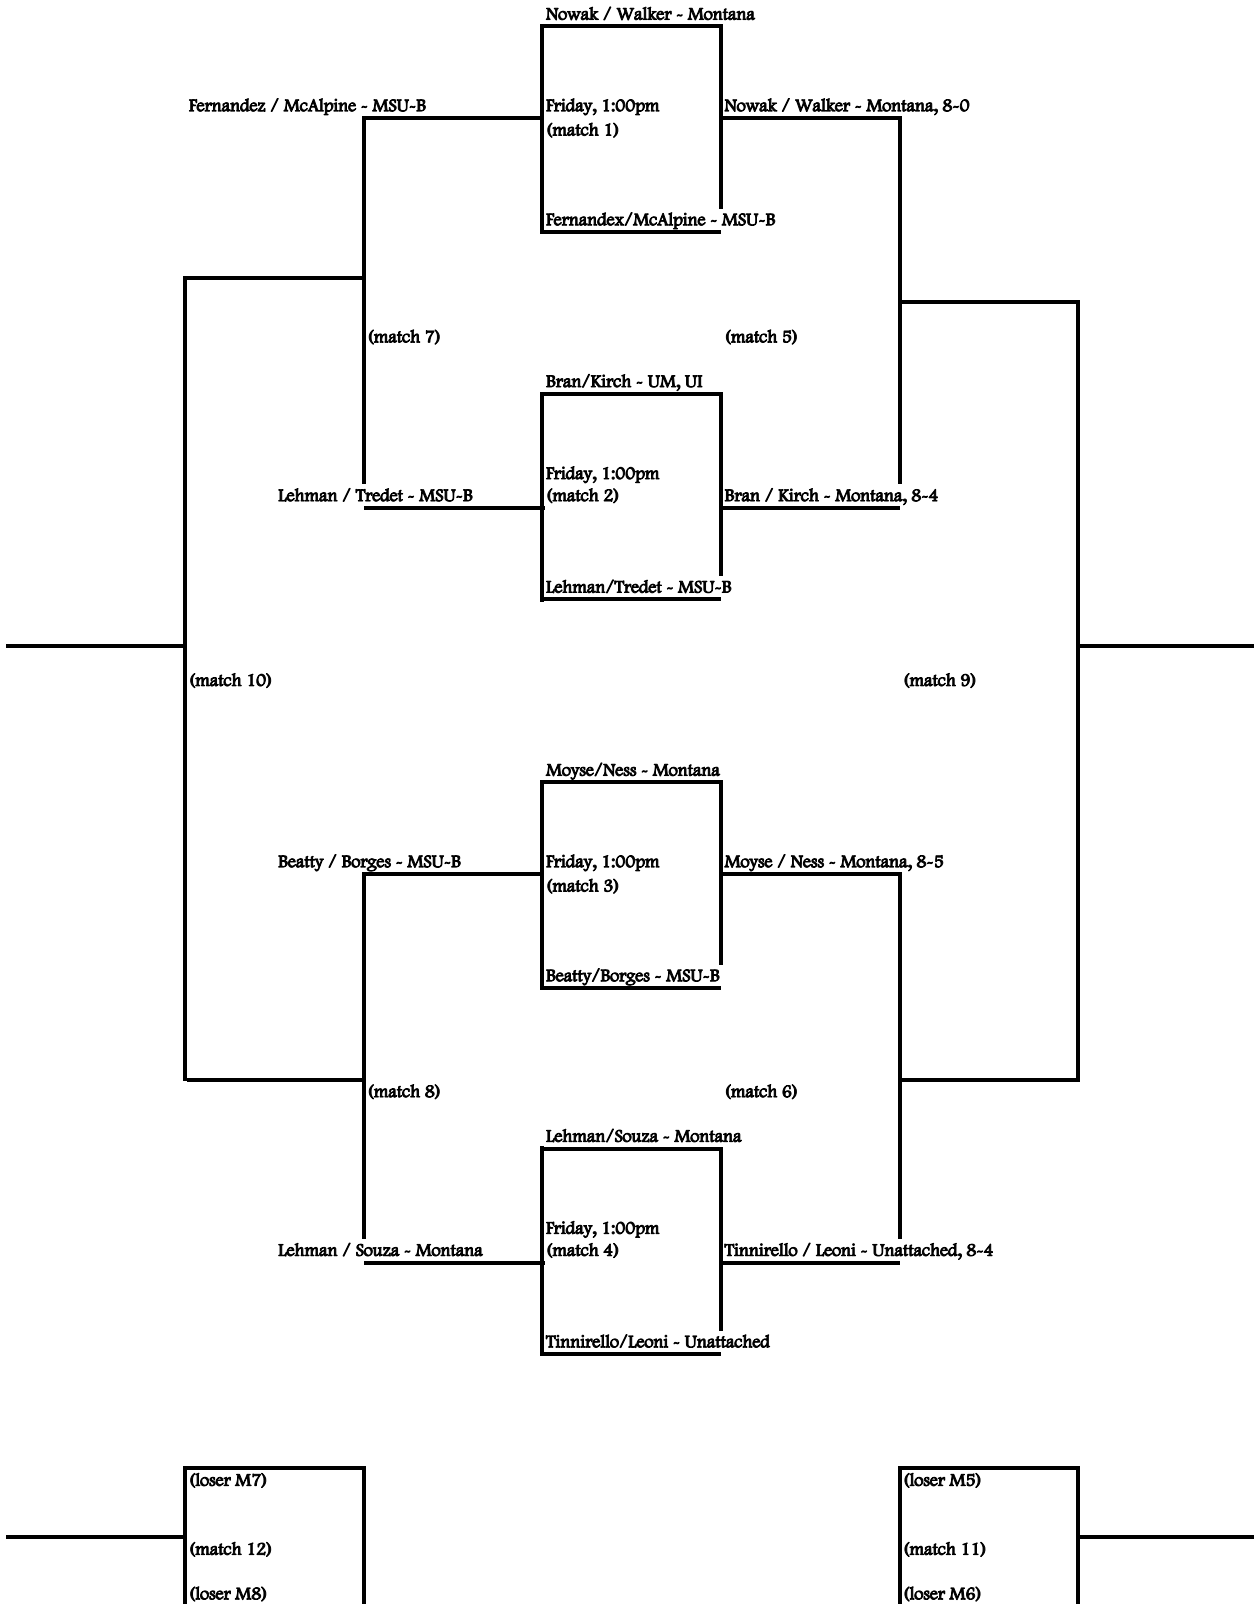 Nowak / Walker - Montana
Fernandez / McAlpine - MSU-B
Friday, 1:00pm
Nowak / Walker - Montana, 8-0
(match 1)
Fernandex/McAlpine - MSU-B
(match 7)
(match 5)
Bran/Kirch - UM, UI
Friday, 1:00pm
Lehman / Tredet - MSU-B
(match 2)
Bran / Kirch - Montana, 8-4
Lehman/Tredet - MSU-B
(match 10)
(match 9)
Moyse/Ness - Montana
Beatty / Borges - MSU-B
Friday, 1:00pm
Moyse / Ness - Montana, 8-5
(match 3)
Beatty/Borges - MSU-B
(match 8)
(match 6)
Lehman/Souza - Montana
Friday, 1:00pm
Lehman / Souza - Montana
(match 4)
Tinnirello / Leoni - Unattached, 8-4
Tinnirello/Leoni - Unattached
(loser M7)
(loser M5)
(match 12)
(match 11)
(loser M8)
(loser M6)